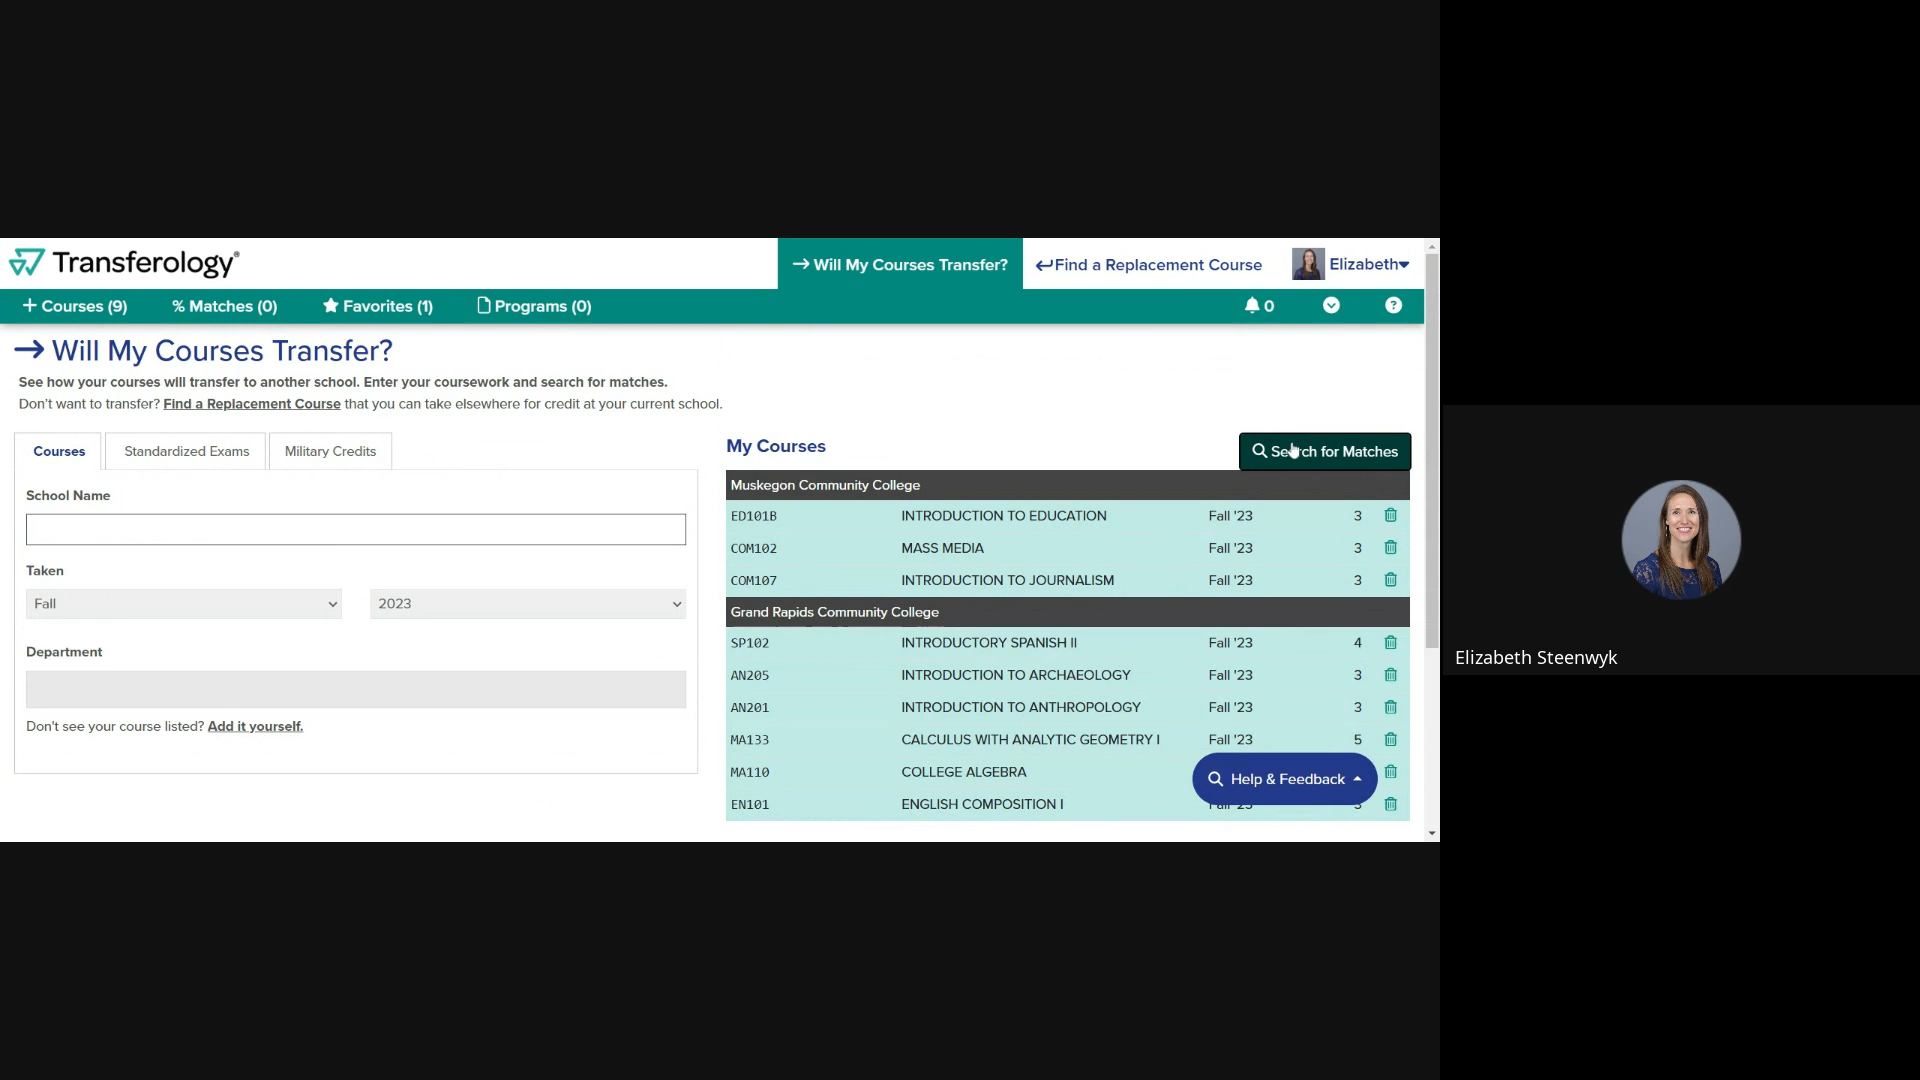 Transferology®
Will My Courses Transfer?
Find a Replacement Course
Elizabeth
Courses (9)
% Matches (0)
Favorites (1)
Programs (0)
0
?
Will My Courses Transfer?
See how your courses will transfer to another school. Enter your coursework and search for matches.
Don't want to transfer? Find a Replacement Course that you can take elsewhere for credit at your current school.
Courses
Standardized Exams
Military Credits
School Name
Taken
Fall
2023
Department
Don't see your course listed? Add it yourself.
My Courses
Search for Matches
Muskegon Community College
ED101B INTRODUCTION TO EDUCATION Fall '23 3
COM102 MASS MEDIA Fall '23 3
COM107 INTRODUCTION TO JOURNALISM Fall '23 3
Grand Rapids Community College
SP102 INTRODUCTORY SPANISH II Fall '23 4
AN205 INTRODUCTION TO ARCHAEOLOGY Fall '23 3
AN201 INTRODUCTION TO ANTHROPOLOGY Fall '23 3
MA133 CALCULUS WITH ANALYTIC GEOMETRY I Fall '23 5
MA110 COLLEGE ALGEBRA
EN101 ENGLISH COMPOSITION I Fall '23 3
Help & Feedback
Elizabeth Steenwyk